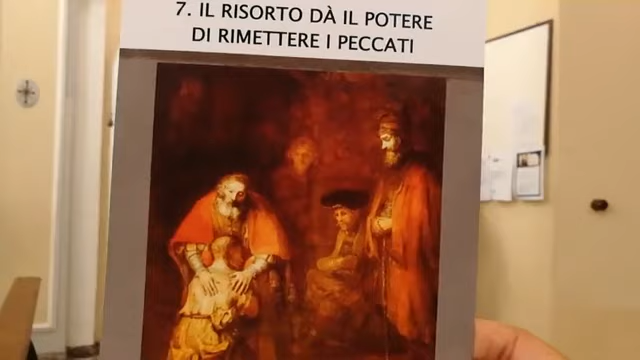 7. IL RISORTO DÀ IL POTERE
DI RIMETTERE I PECCATI